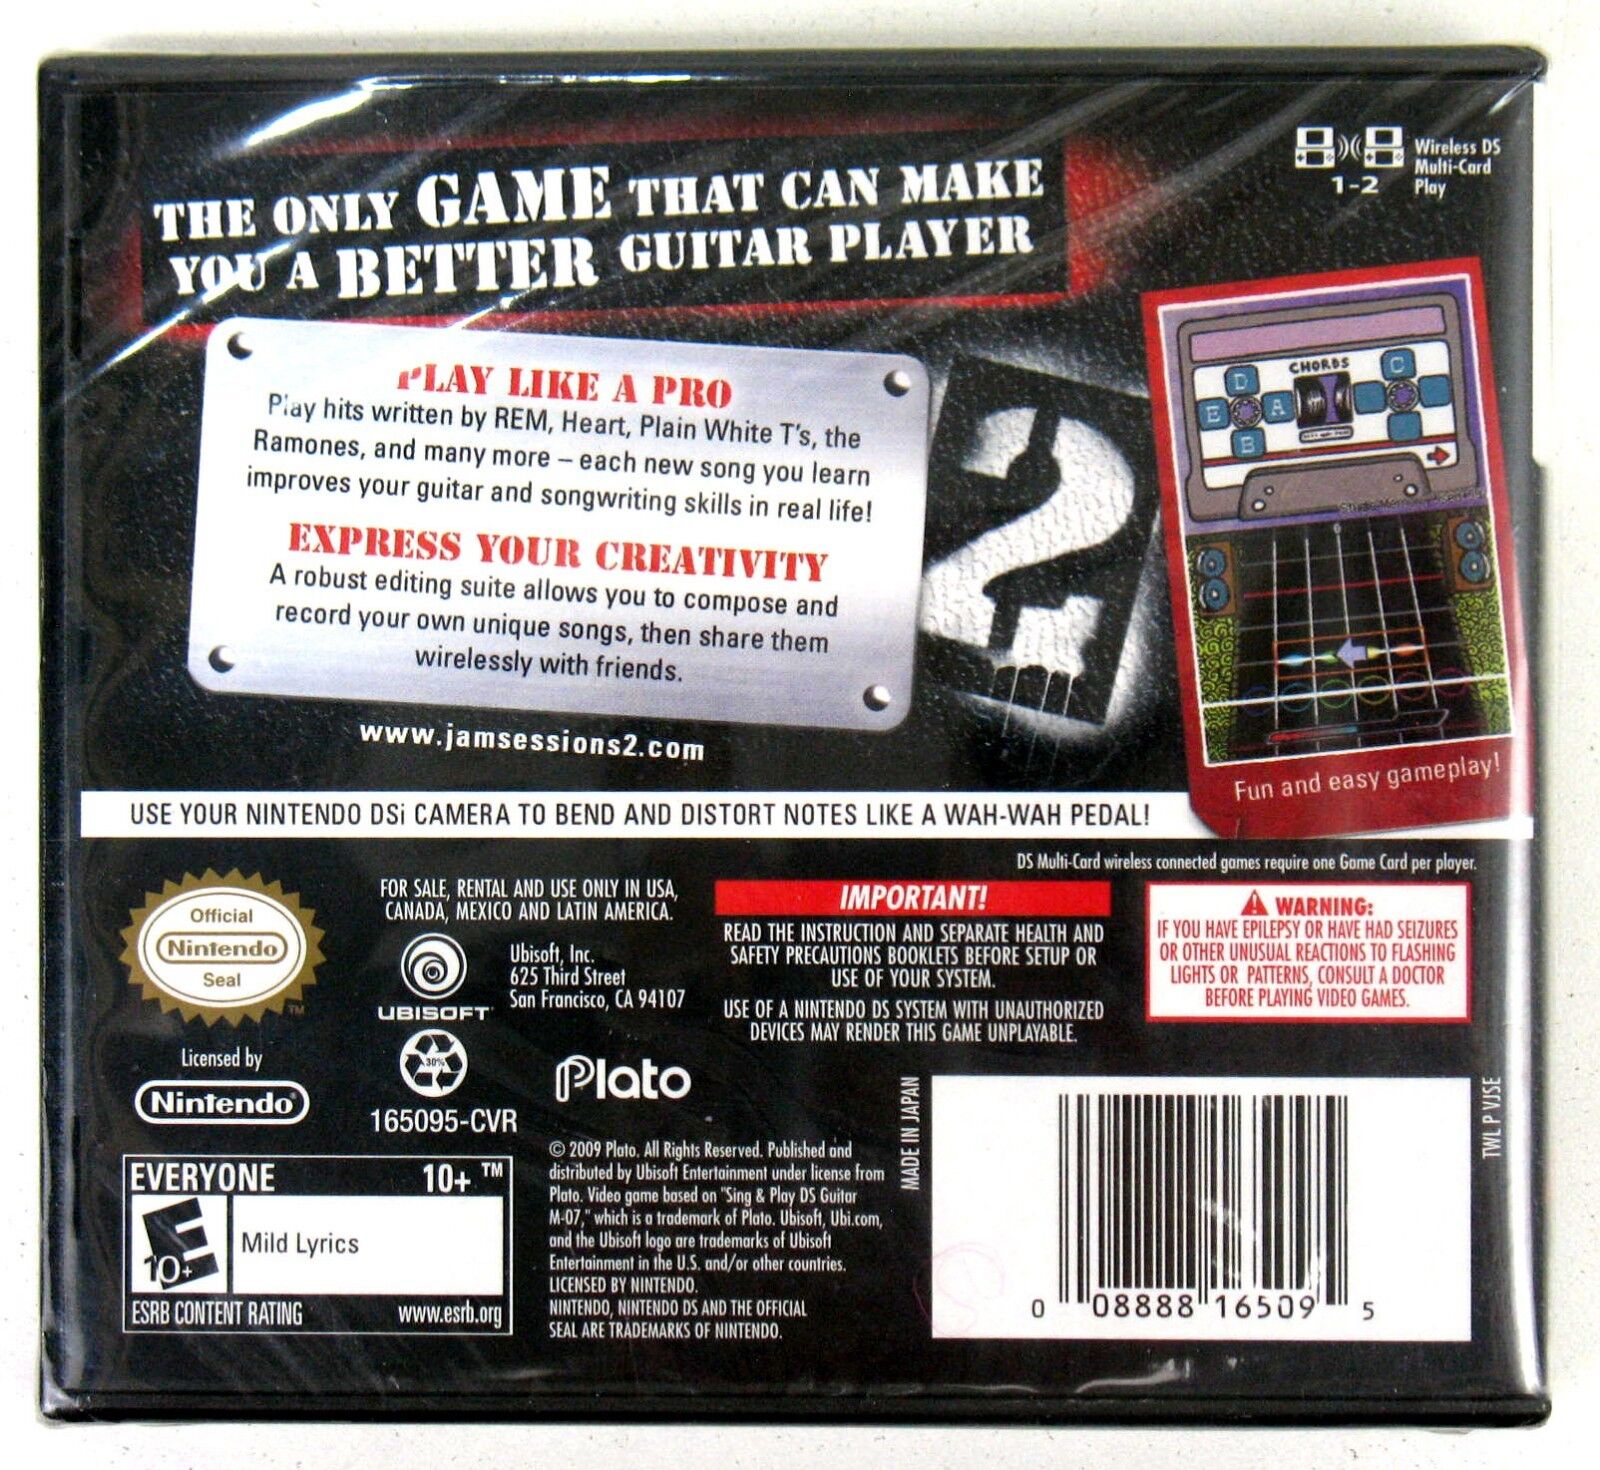 THE ONLY GAME THAT CAN MAKE
YOU A BETTER GUITAR PLAYER
Wireless DS
Multi-Card
Play
1-2
PLAY LIKE A PRO
Play hits written by REM, Heart, Plain White T's, the
Ramones, and many more – each new song you learn
improves your guitar and songwriting skills in real life!
EXPRESS YOUR CREATIVITY
A robust editing suite allows you to compose and
record your own unique songs, then share them
wirelessly with friends.
www.jamsessions2.com
2
CHORDS
D
E
A
B
C
Fun and easy gameplay!
USE YOUR NINTENDO DSi CAMERA TO BEND AND DISTORT NOTES LIKE A WAH-WAH PEDAL!
DS Multi-Card wireless connected games require one Game Card per player.
Official
Nintendo
Seal
TM
Licensed by
Nintendo®
FOR SALE, RENTAL AND USE ONLY IN USA,
CANADA, MEXICO AND LATIN AMERICA.
UBISOFT
Ubisoft, Inc.
625 Third Street
San Francisco, CA 94107
30%
165095-CVR
IMPORTANT!
READ THE INSTRUCTION AND SEPARATE HEALTH AND
SAFETY PRECAUTIONS BOOKLETS BEFORE SETUP OR
USE OF YOUR SYSTEM.
USE OF A NINTENDO DS SYSTEM WITH UNAUTHORIZED
DEVICES MAY RENDER THIS GAME UNPLAYABLE.
WARNING:
IF YOU HAVE EPILEPSY OR HAVE HAD SEIZURES
OR OTHER UNUSUAL REACTIONS TO FLASHING
LIGHTS OR PATTERNS, CONSULT A DOCTOR
BEFORE PLAYING VIDEO GAMES.
Plato
© 2009 Plato. All Rights Reserved. Published and
distributed by Ubisoft Entertainment under license from
Plato. Video game based on "Sing & Play DS Guitar
M-07," which is a trademark of Plato. Ubisoft, Ubi.com,
and the Ubisoft logo are trademarks of Ubisoft
Entertainment in the U.S. and/or other countries.
LICENSED BY NINTENDO.
NINTENDO, NINTENDO DS AND THE OFFICIAL
SEAL ARE TRADEMARKS OF NINTENDO.
EVERYONE 10+ ™
E
10+
Mild Lyrics
ESRB CONTENT RATING www.esrb.org
MADE IN JAPAN
TWL P VJSE
0 08888 16509 5